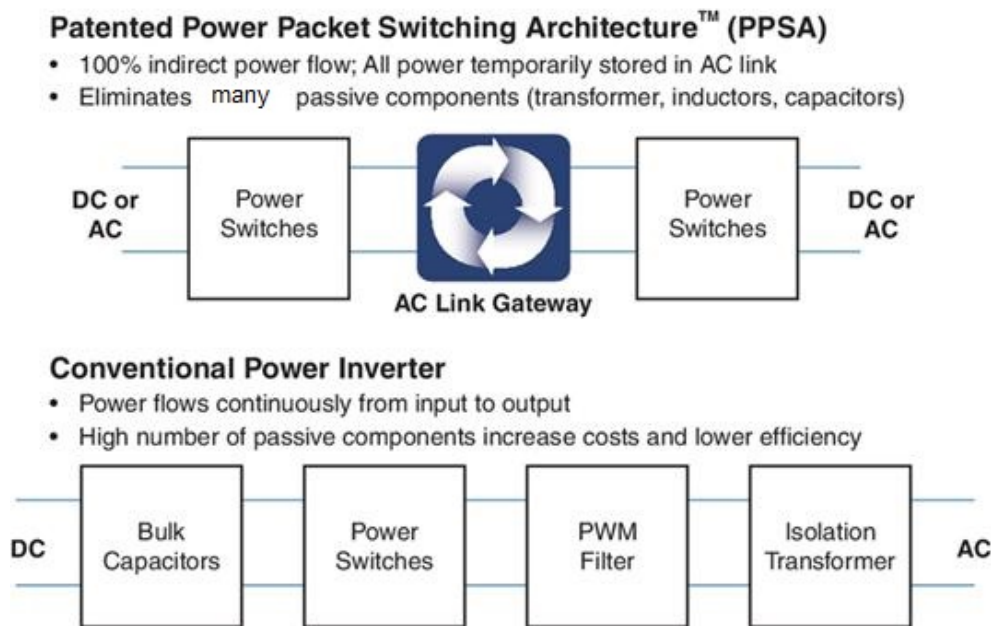 Patented Power Packet Switching Architecture™ (PPSA)
• 100% indirect power flow; All power temporarily stored in AC link
• Eliminates many passive components (transformer, inductors, capacitors)
DC or
AC
Power
Switches
AC Link Gateway
Power
Switches
DC or
AC
Conventional Power Inverter
• Power flows continuously from input to output
• High number of passive components increase costs and lower efficiency
DC
Bulk
Capacitors
Power
Switches
PWM
Filter
Isolation
Transformer
AC